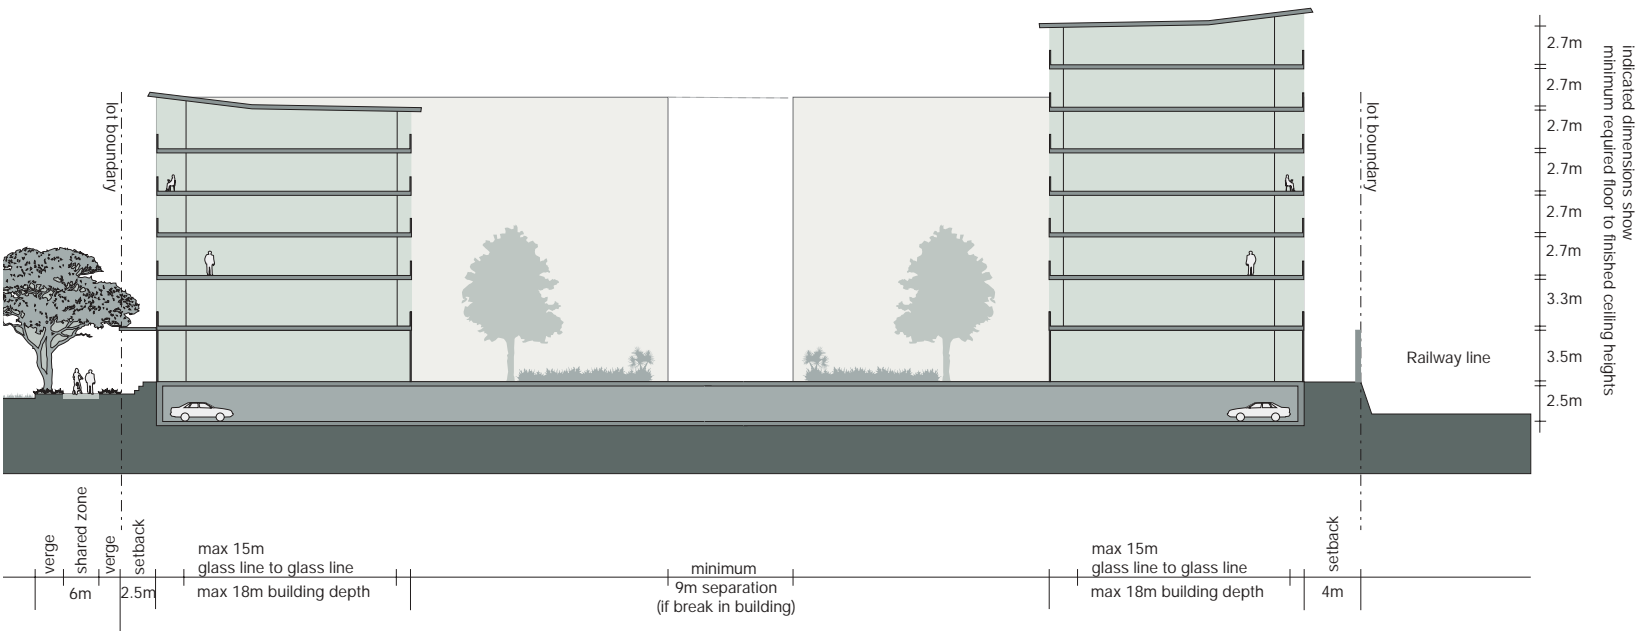 lot boundary
lot boundary
2.7m
2.7m
2.7m
2.7m
2.7m
2.7m
3.3m
3.5m
2.5m
indicated dimensions show
minimum required floor to finished ceiling heights
Railway line
verge
shared zone
verge
setback
max 15m
glass line to glass line
max 18m building depth
6m
2.5m
minimum
9m separation
(if break in building)
max 15m
glass line to glass line
max 18m building depth
setback
4m